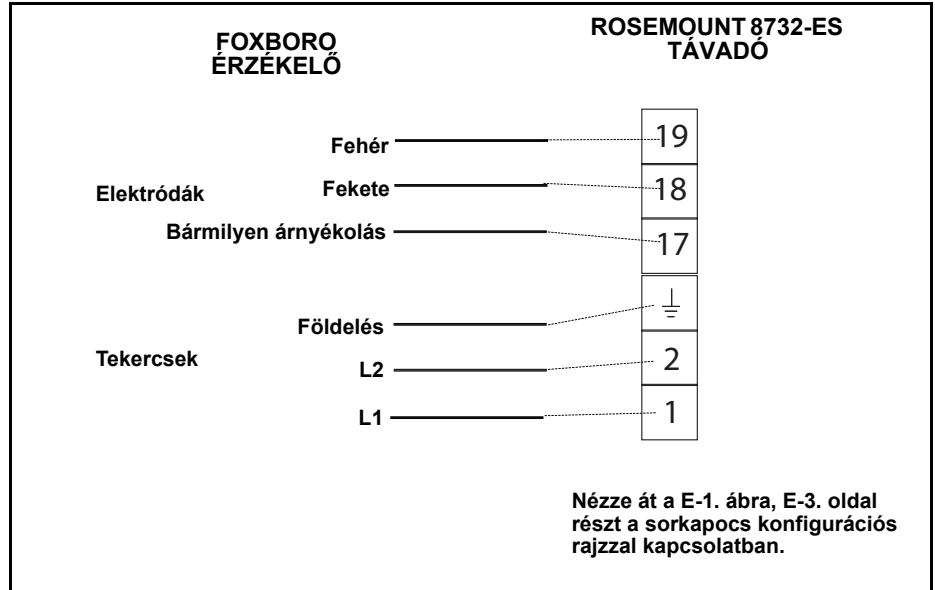 FOXBORO
ÉRZÉKELŐ
ROSEMOUNT 8732-ES
TÁVADÓ
Fehér
19
Elektródák
Fekete
18
Bármilyen árnyékolás
17
Földelés
Tekercsek
L2
2
L1
1
Nézze át a E-1. ábra, E-3. oldal
részt a sorkapocs konfigurációs
rajzzal kapcsolatban.